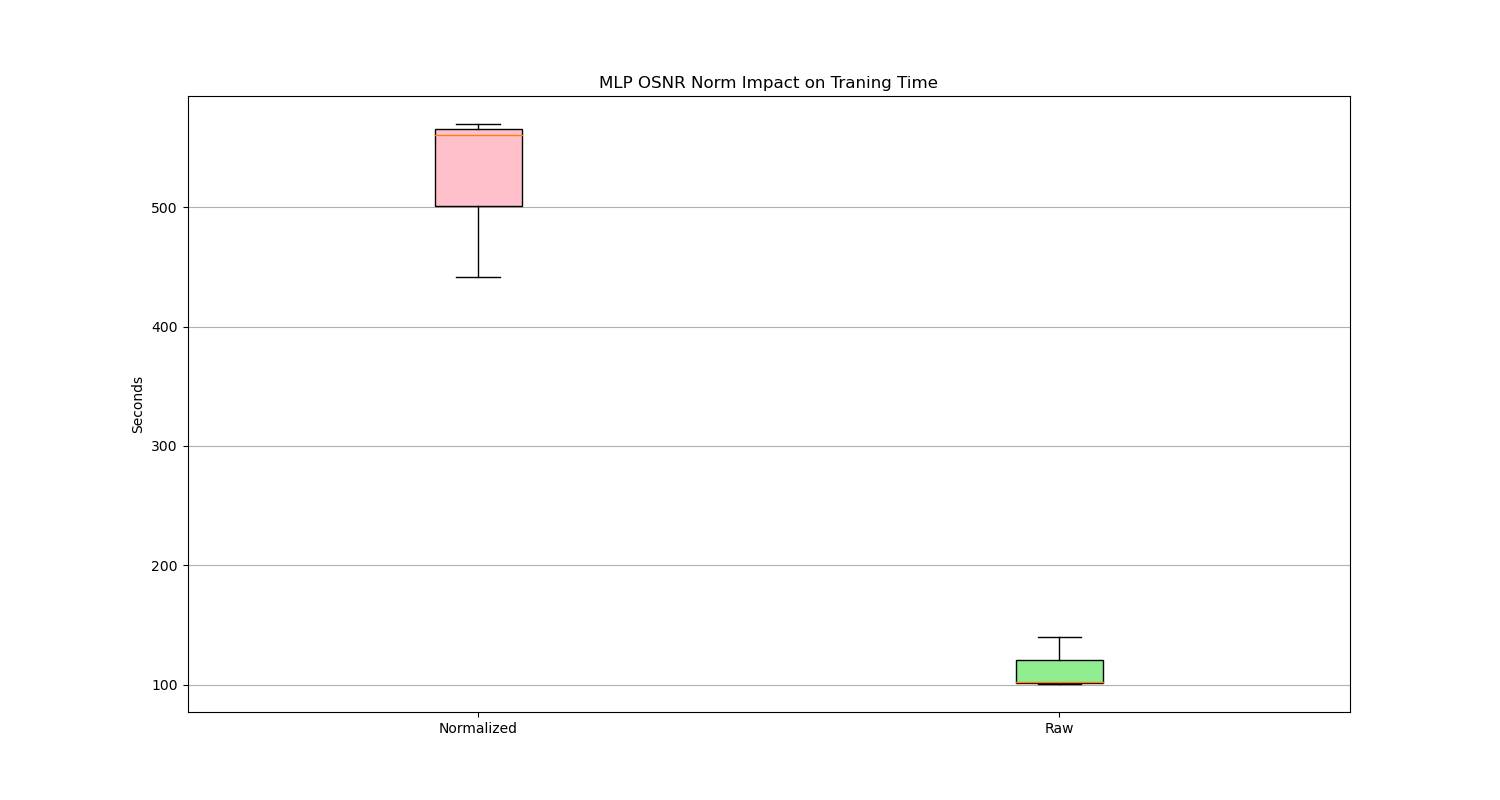 MLP OSNR Norm Impact on Traning Time
Seconds
500
400
300
200
100
Normalized
Raw